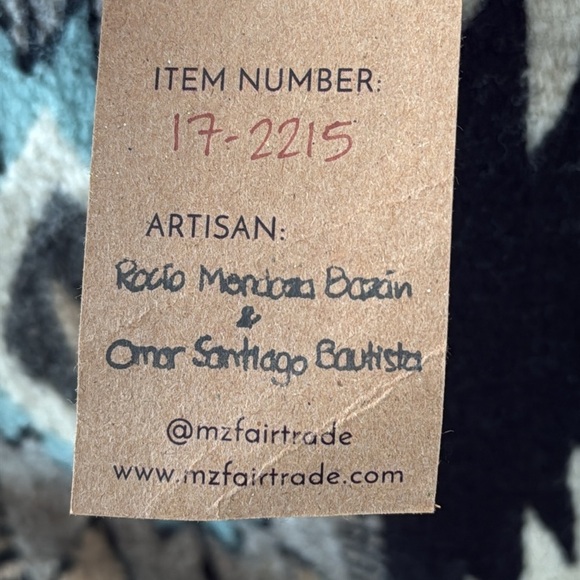 ITEM NUMBER:
17-2215
ARTISAN:
Rocío Mendoza Bazán
&
Omar Santiago Bautista
@mzfairtrade
www.mzfairtrade.com